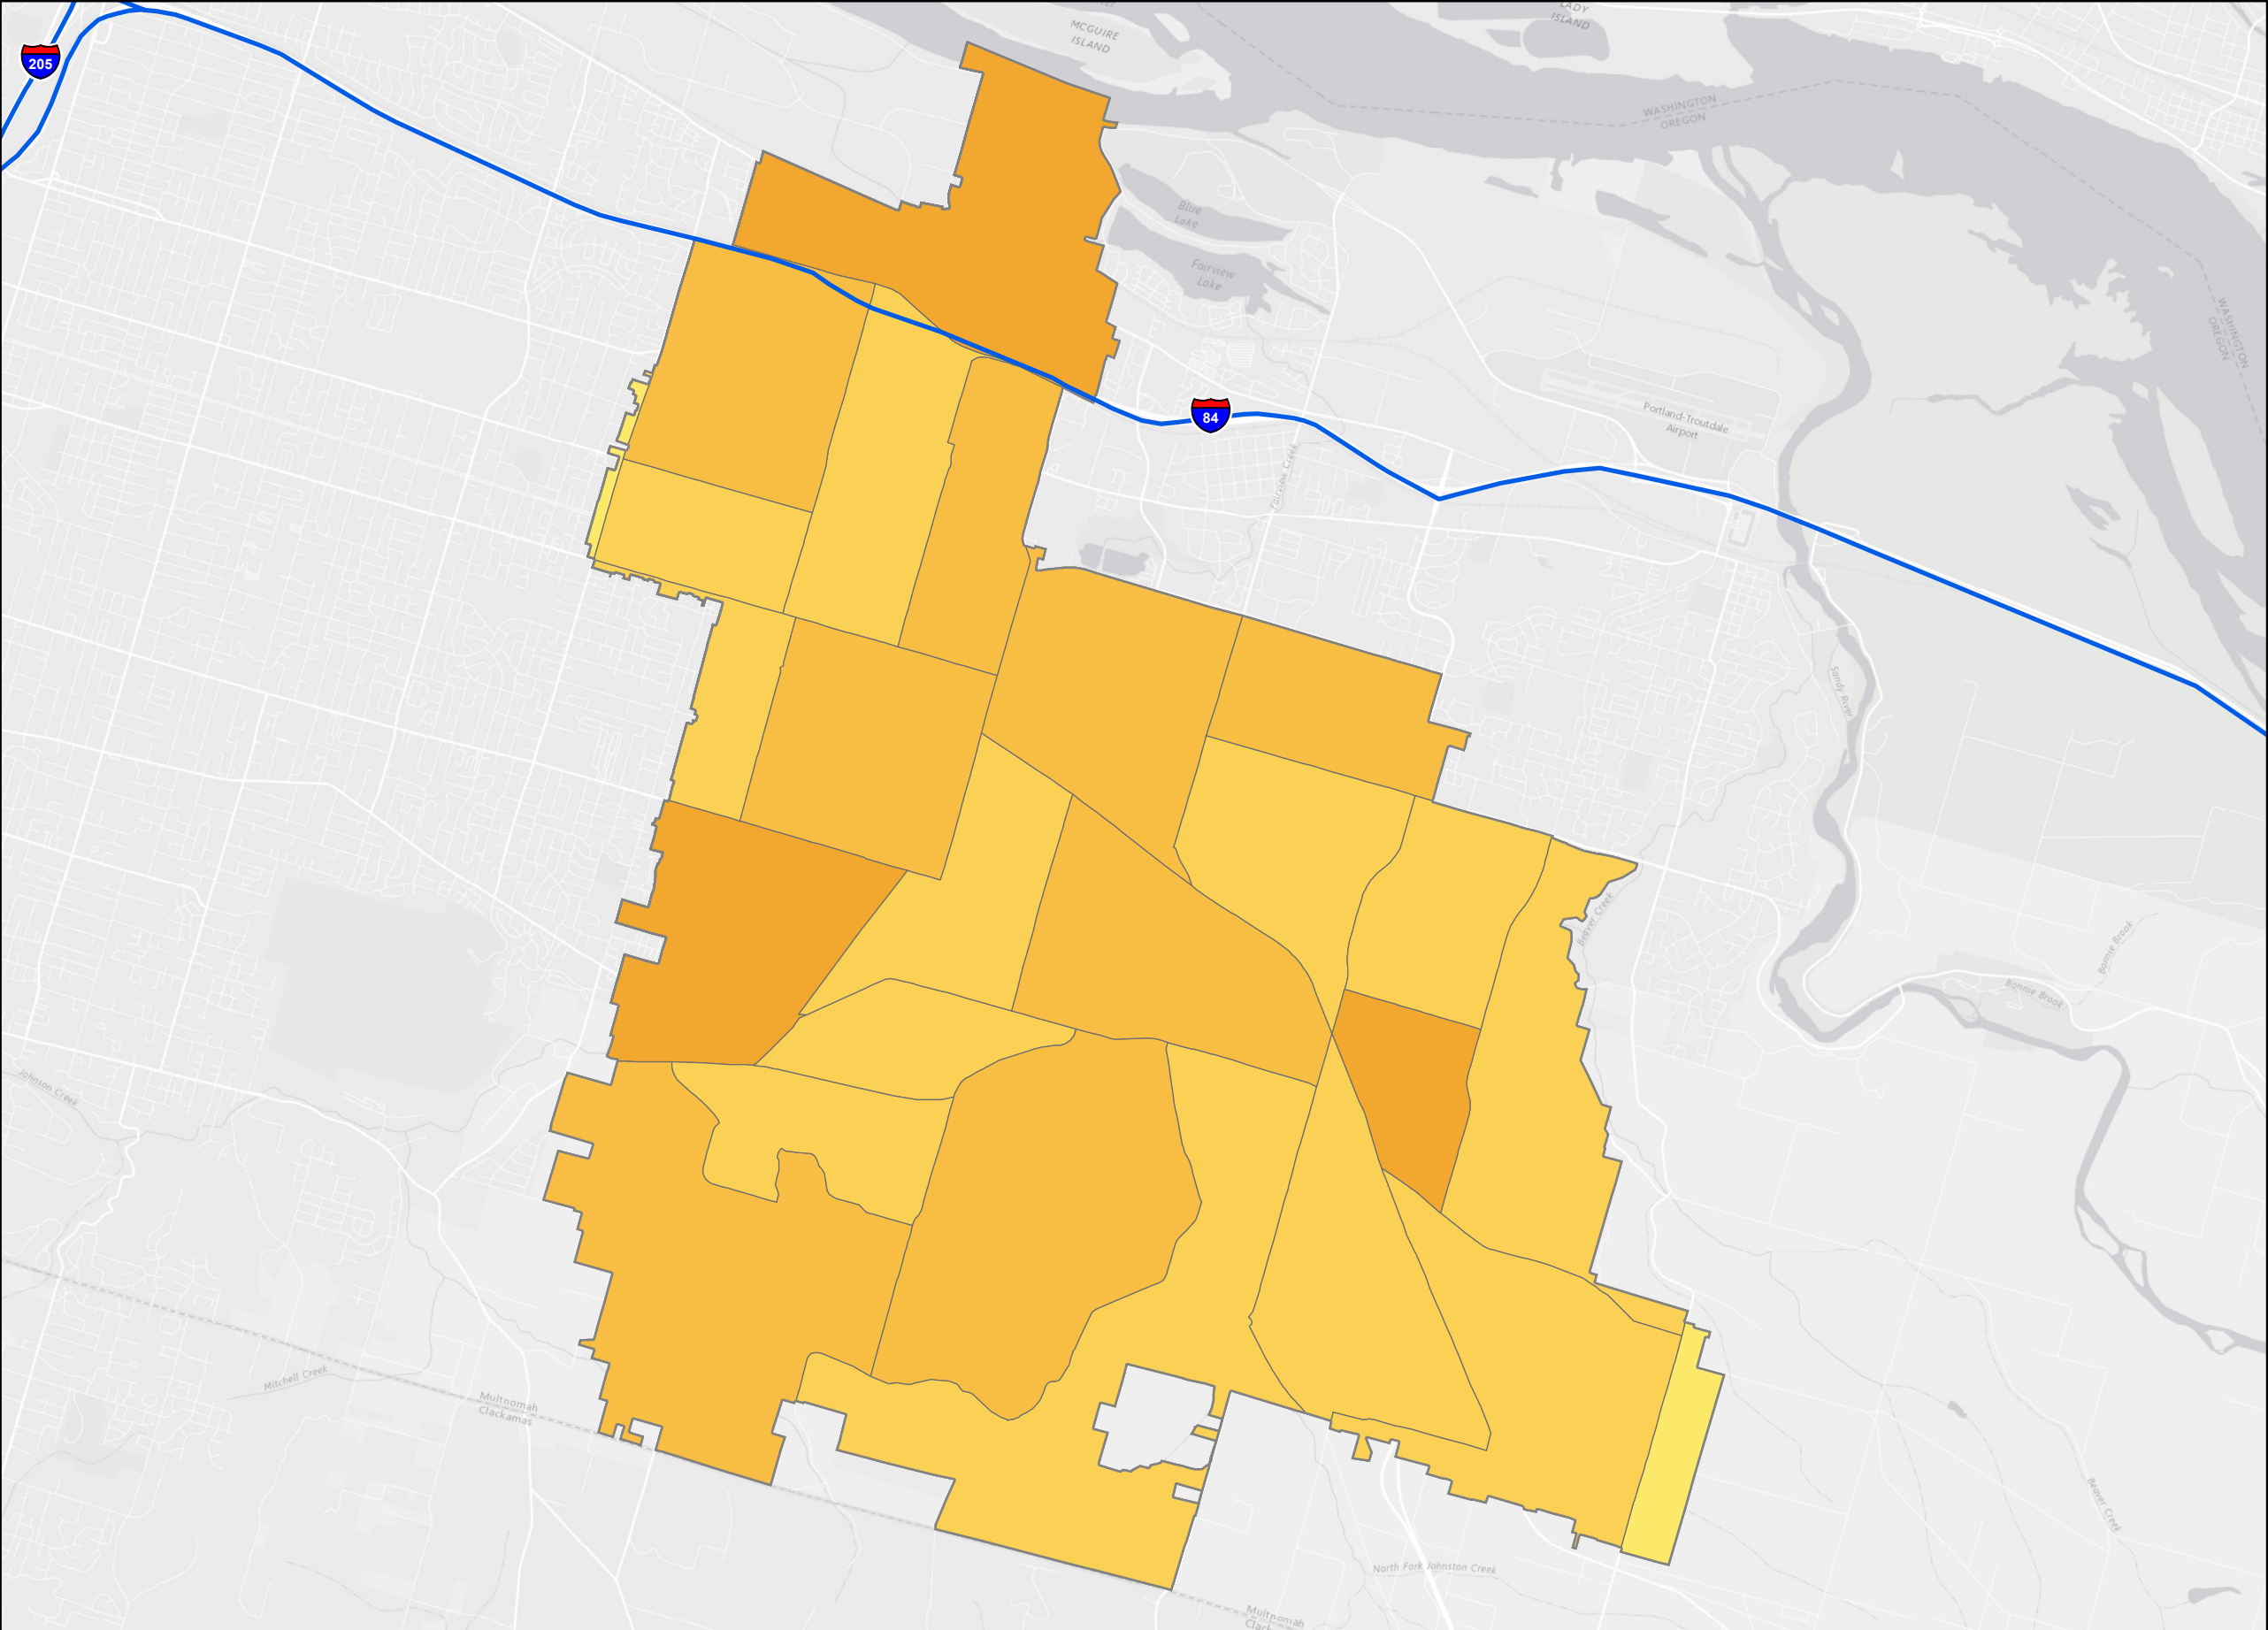 LADY
ISLAND
MCGUIRE
ISLAND
205
WASHINGTON
OREGON
Blue
Lake
Fairview
Lake
WASHINGTON
OREGON
84
Portland-Troutdale
Airport
Fairview Creek
Sandy River
Beaver Creek
Bonnie Brook
Bonnie Brook
Johnson Creek
Mitchell Creek
Multnomah
Clackamas
Beaver Creek
North Fork Johnston Creek
Multnomah